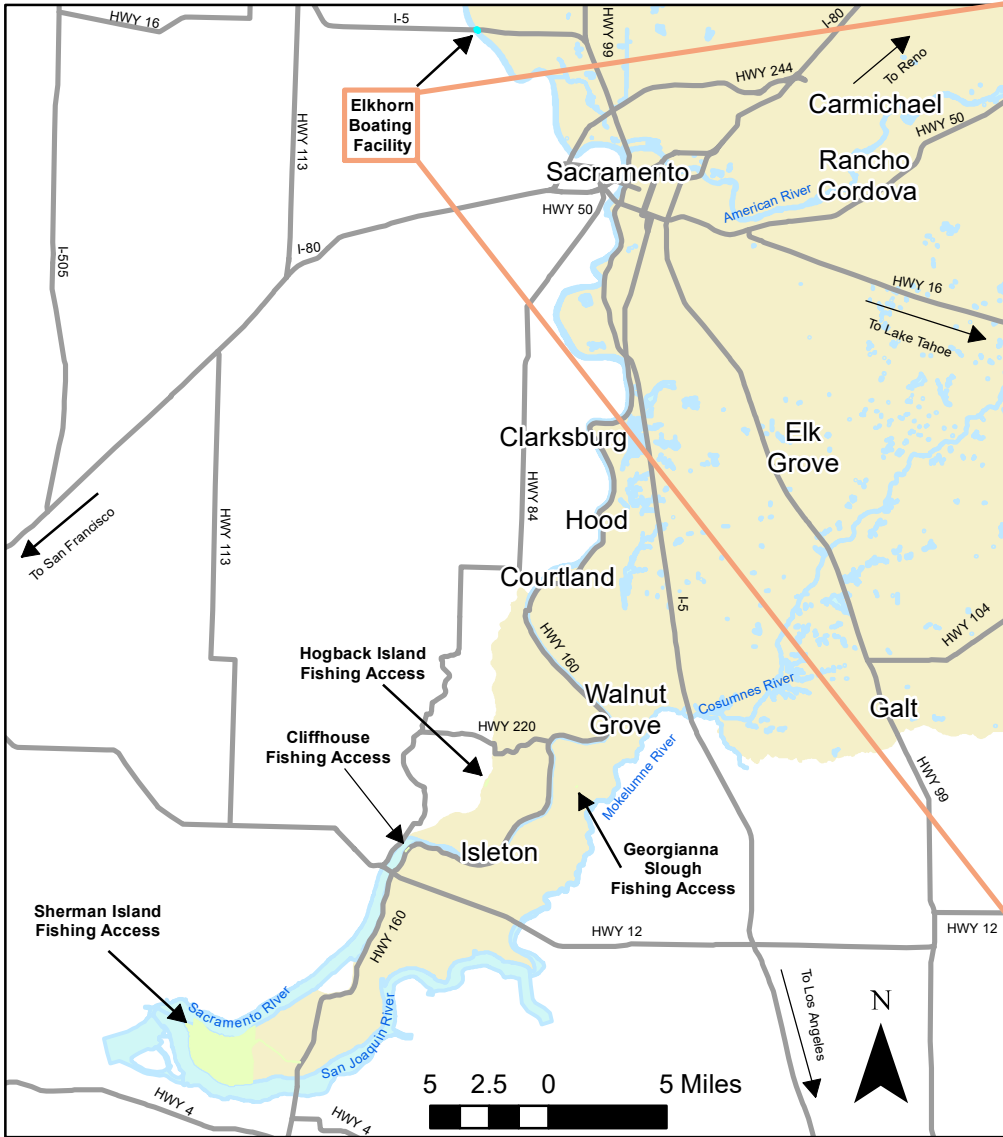 HWY 16
I-5
HWY 99
I-80
To Reno
HWY 244
Elkhorn
Boating
Facility
HWY 113
Carmichael
HWY 50
Rancho
Cordova
Sacramento
American River
HWY 50
I-80
I-505
HWY 16
To Lake Tahoe
Clarksburg
Elk
Grove
HWY 84
HWY 113
To San Francisco
Hood
Courtland
I-5
HWY 104
HWY 160
Hogback Island
Fishing Access
Walnut
Grove
Cosumnes River
Galt
HWY 220
Cliffhouse
Fishing Access
Mokelumne River
HWY 99
Isleton
Georgianna
Slough
Fishing Access
Sherman Island
Fishing Access
HWY 160
HWY 12
HWY 12
To Los Angeles
Sacramento River
San Joaquin River
N
5 2.5 0 5 Miles
HWY 4
HWY 4